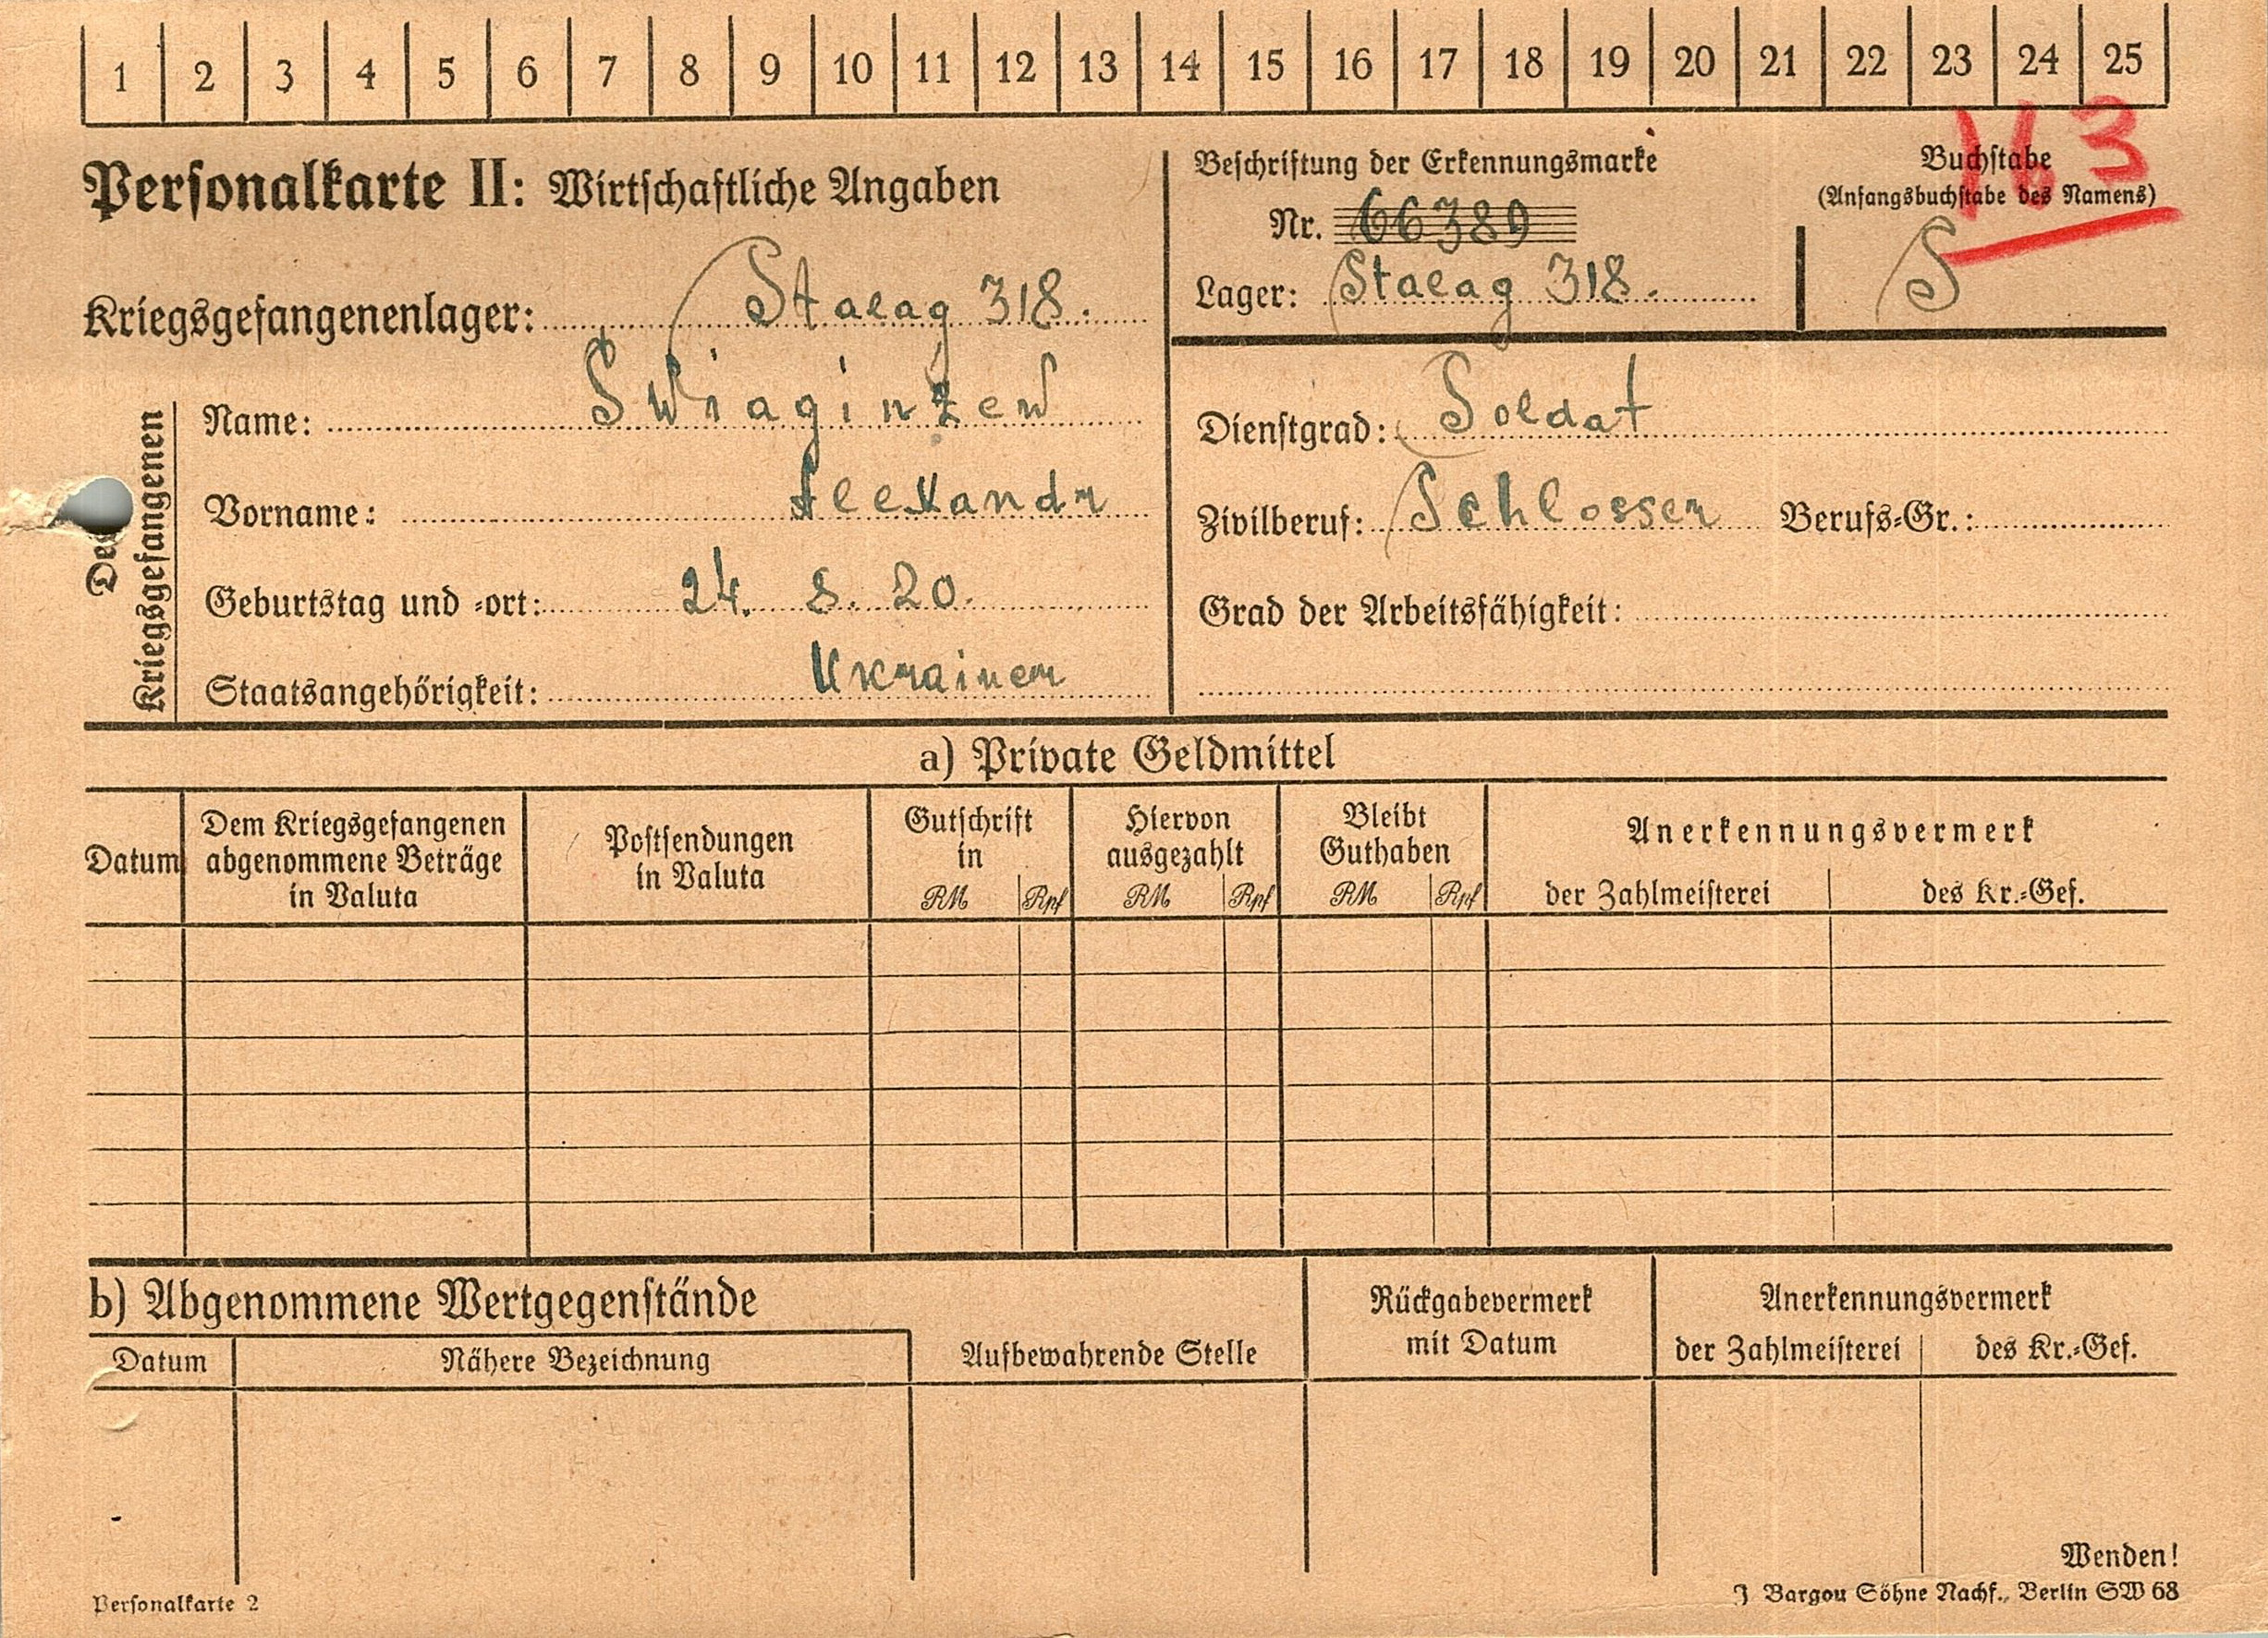 1 2 3 4 5 6 7 8 9 10 11 12 13 14 15 16 17 18 19 20 21 22 23 24 25
163
Personalkarte II: Wirtschaftliche Angaben
Kriegsgefangenenlager: Stalag 318.
Beschriftung der Erkennungsmarke
Nr. 66389
Lager: Stalag 318.
Buchstabe
(Anfangsbuchstabe des Namens)
S
Des Kriegsgefangenen
Name: Swiaginzew
Vorname: Alexandr
Geburtstag und -ort: 24. 8. 20.
Staatsangehörigkeit: Ukrainer
Dienstgrad: Soldat
Zivilberuf: Schlosser Berufs-Gr.:
Grad der Arbeitsfähigkeit:
a) Private Geldmittel
Datum
Dem Kriegsgefangenen
abgenommene Beträge
in Valuta
Postsendungen
in Valuta
Gutschrift
in
RM Rpf
Hiervon
ausgezahlt
RM Rpf
Bleibt
Guthaben
RM Rpf
Anerkennungsvermerk
der Zahlmeisterei des Kr.-Gef.
b) Abgenommene Wertgegenstände
Datum Nähere Bezeichnung
Aufbewahrende Stelle
Rückgabevermerk
mit Datum
Anerkennungsvermerk
der Zahlmeisterei des Kr.-Gef.
Wenden!
Personalkarte 2
J Bargou Söhne Nachf., Berlin SW 68